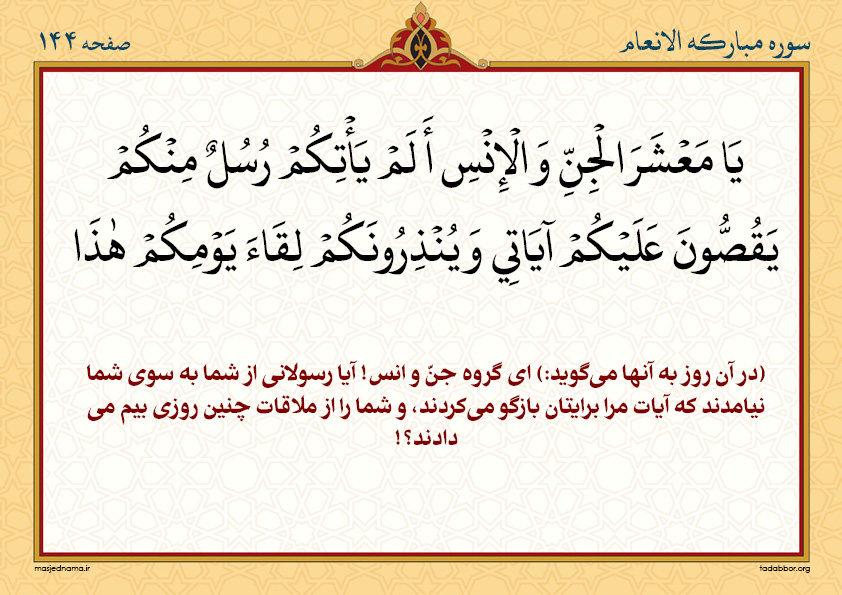 سوره مبارکه الانعام
صفحه ۱۴۴
يَا مَعْشَرَ الْجِنِّ وَ الْإِنْسِ أَ لَمْ يَأْتِكُمْ رُسُلٌ مِنْكُمْ
يَقُصُّونَ عَلَيْكُمْ آيَاتِي وَ يُنْذِرُونَكُمْ لِقَاءَ يَوْمِكُمْ هٰذَا
(در آن روز به آنها می‌گوید:) ای گروه جنّ و انس! آیا رسولانی از شما به سوی شما
نیامدند که آیات مرا برایتان بازگو می‌کردند، و شما را از ملاقات چنین روزی بیم می
دادند؟!
masjednama.ir
tadabbor.org